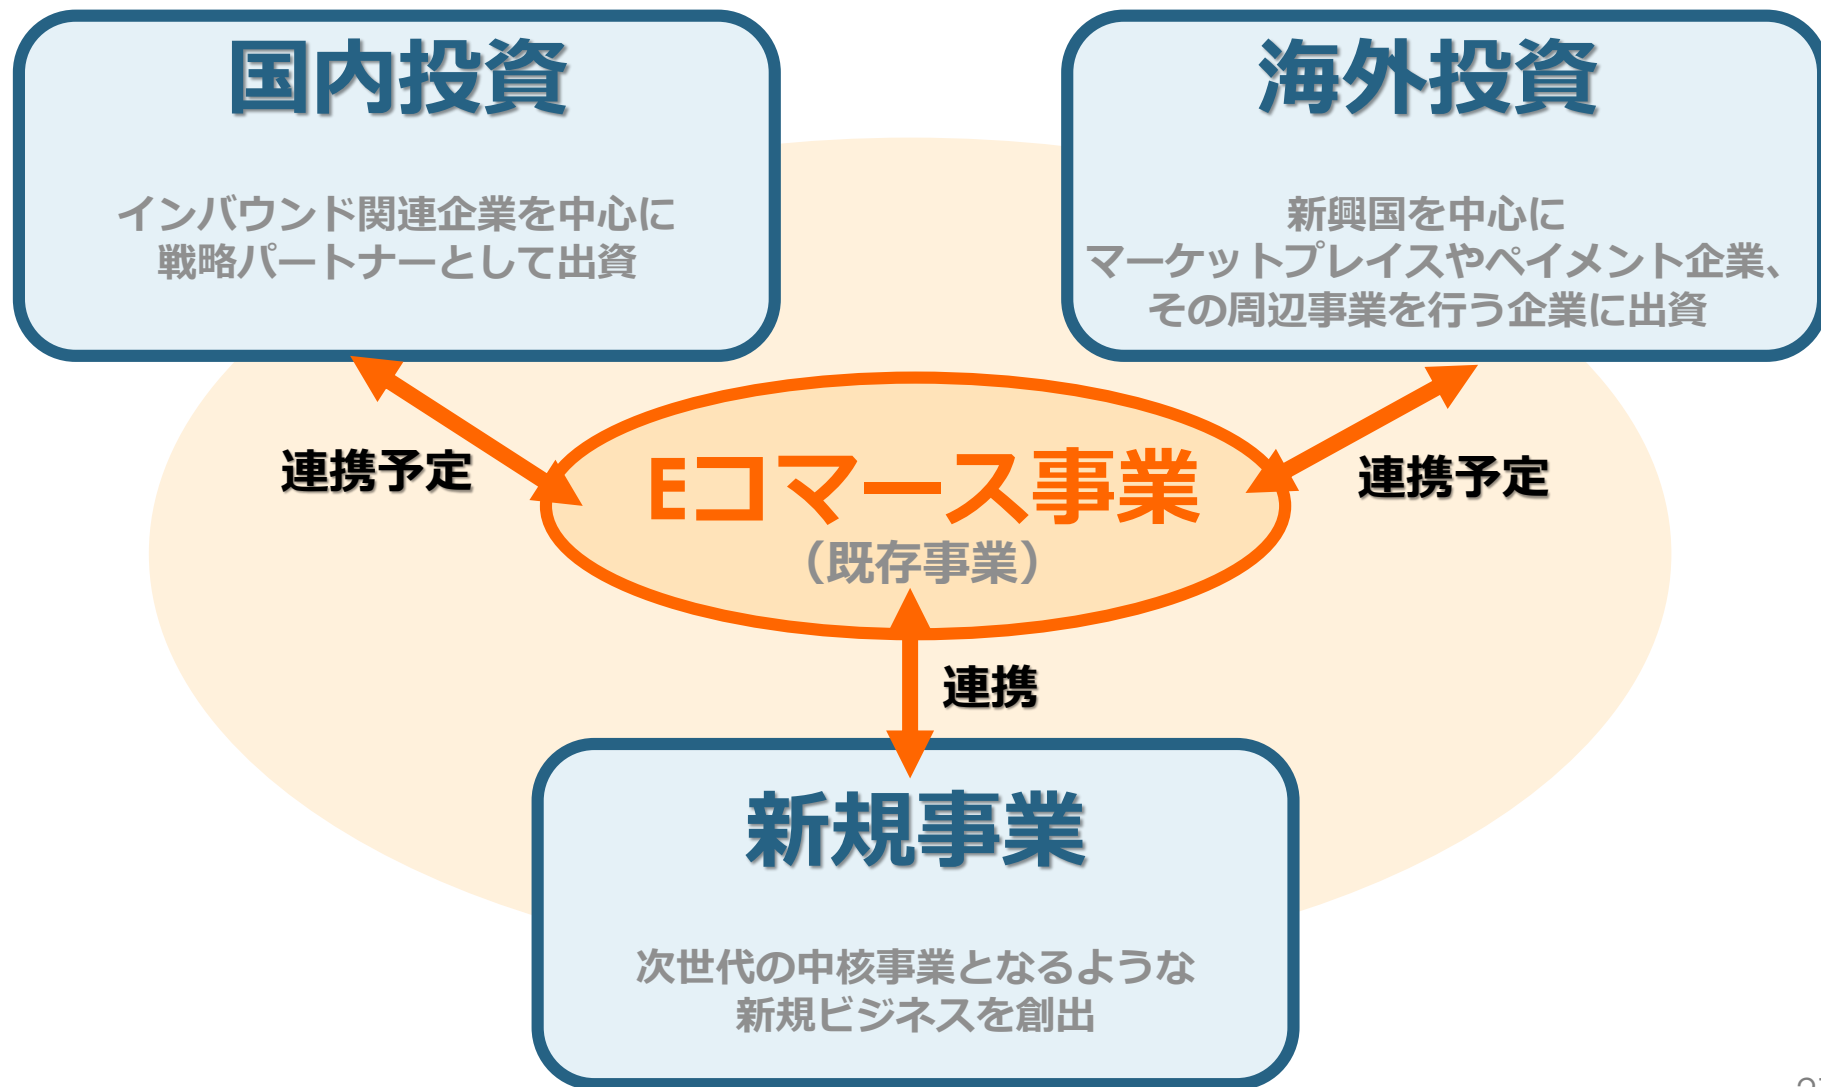 国内投資
インバウンド関連企業を中心に
戦略パートナーとして出資
海外投資
新興国を中心に
マーケットプレイスやペイメント企業、
その周辺事業を行う企業に出資
連携予定
Eコマース事業
（既存事業）
連携予定
連携
新規事業
次世代の中核事業となるような
新規ビジネスを創出